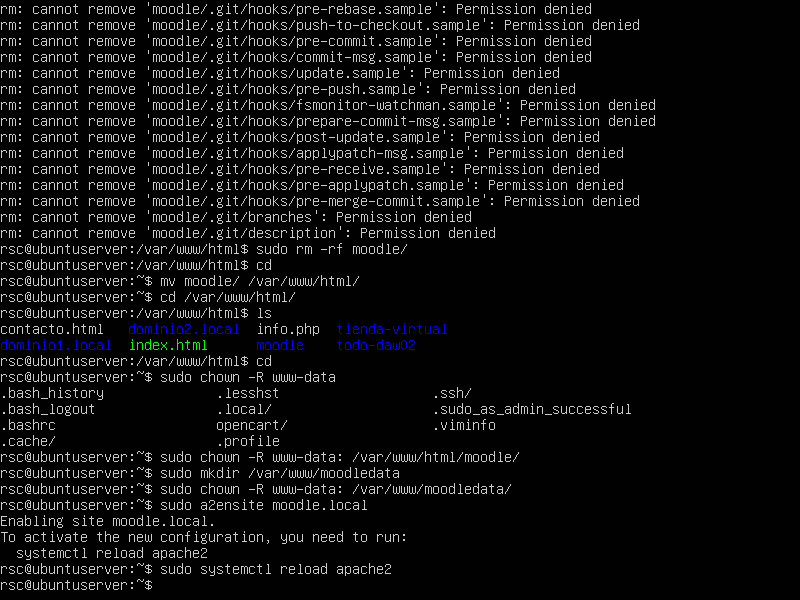 rm: cannot remove 'moodle/.git/hooks/pre-rebase.sample': Permission denied
rm: cannot remove 'moodle/.git/hooks/push-to-checkout.sample': Permission denied
rm: cannot remove 'moodle/.git/hooks/pre-commit.sample': Permission denied
rm: cannot remove 'moodle/.git/hooks/commit-msg.sample': Permission denied
rm: cannot remove 'moodle/.git/hooks/update.sample': Permission denied
rm: cannot remove 'moodle/.git/hooks/pre-push.sample': Permission denied
rm: cannot remove 'moodle/.git/hooks/fsmonitor-watchman.sample': Permission denied
rm: cannot remove 'moodle/.git/hooks/prepare-commit-msg.sample': Permission denied
rm: cannot remove 'moodle/.git/hooks/post-update.sample': Permission denied
rm: cannot remove 'moodle/.git/hooks/applypatch-msg.sample': Permission denied
rm: cannot remove 'moodle/.git/hooks/pre-receive.sample': Permission denied
rm: cannot remove 'moodle/.git/hooks/pre-applypatch.sample': Permission denied
rm: cannot remove 'moodle/.git/hooks/pre-merge-commit.sample': Permission denied
rm: cannot remove 'moodle/.git/branches': Permission denied
rm: cannot remove 'moodle/.git/description': Permission denied
rsc@ubuntuserver:/var/www/html$ sudo rm -rf moodle/
rsc@ubuntuserver:/var/www/html$ cd
rsc@ubuntuserver:~$ mv moodle/ /var/www/html/
rsc@ubuntuserver:~$ cd /var/www/html/
rsc@ubuntuserver:/var/www/html$ ls
contacto.html   dominio2.local  info.php  tienda-virtual
dominio1.local  index.html      moodle    todo-daw02
rsc@ubuntuserver:/var/www/html$ cd
rsc@ubuntuserver:~$ sudo chown -R www-data
.bash_history              .lesshst                   .ssh/
.bash_logout               .local/                    .sudo_as_admin_successful
.bashrc                    opencart/                  .viminfo
.cache/                    .profile
rsc@ubuntuserver:~$ sudo chown -R www-data: /var/www/html/moodle/
rsc@ubuntuserver:~$ sudo mkdir /var/www/moodledata
rsc@ubuntuserver:~$ sudo chown -R www-data: /var/www/moodledata/
rsc@ubuntuserver:~$ sudo a2ensite moodle.local
Enabling site moodle.local.
To activate the new configuration, you need to run:
  systemctl reload apache2
rsc@ubuntuserver:~$ sudo systemctl reload apache2
rsc@ubuntuserver:~$